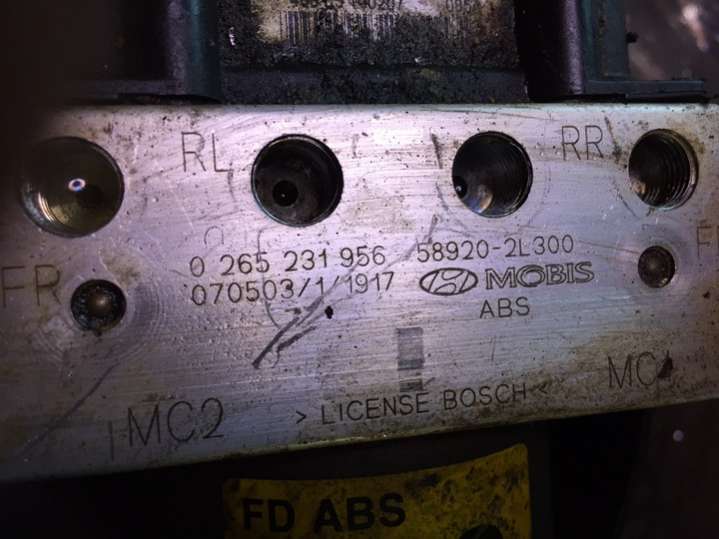 RL RR
0 265 231 956 58920-2L300
FR
070503/1/1917 MOBIS
ABS
MC2 > LICENSE BOSCH < MC
FD ABS